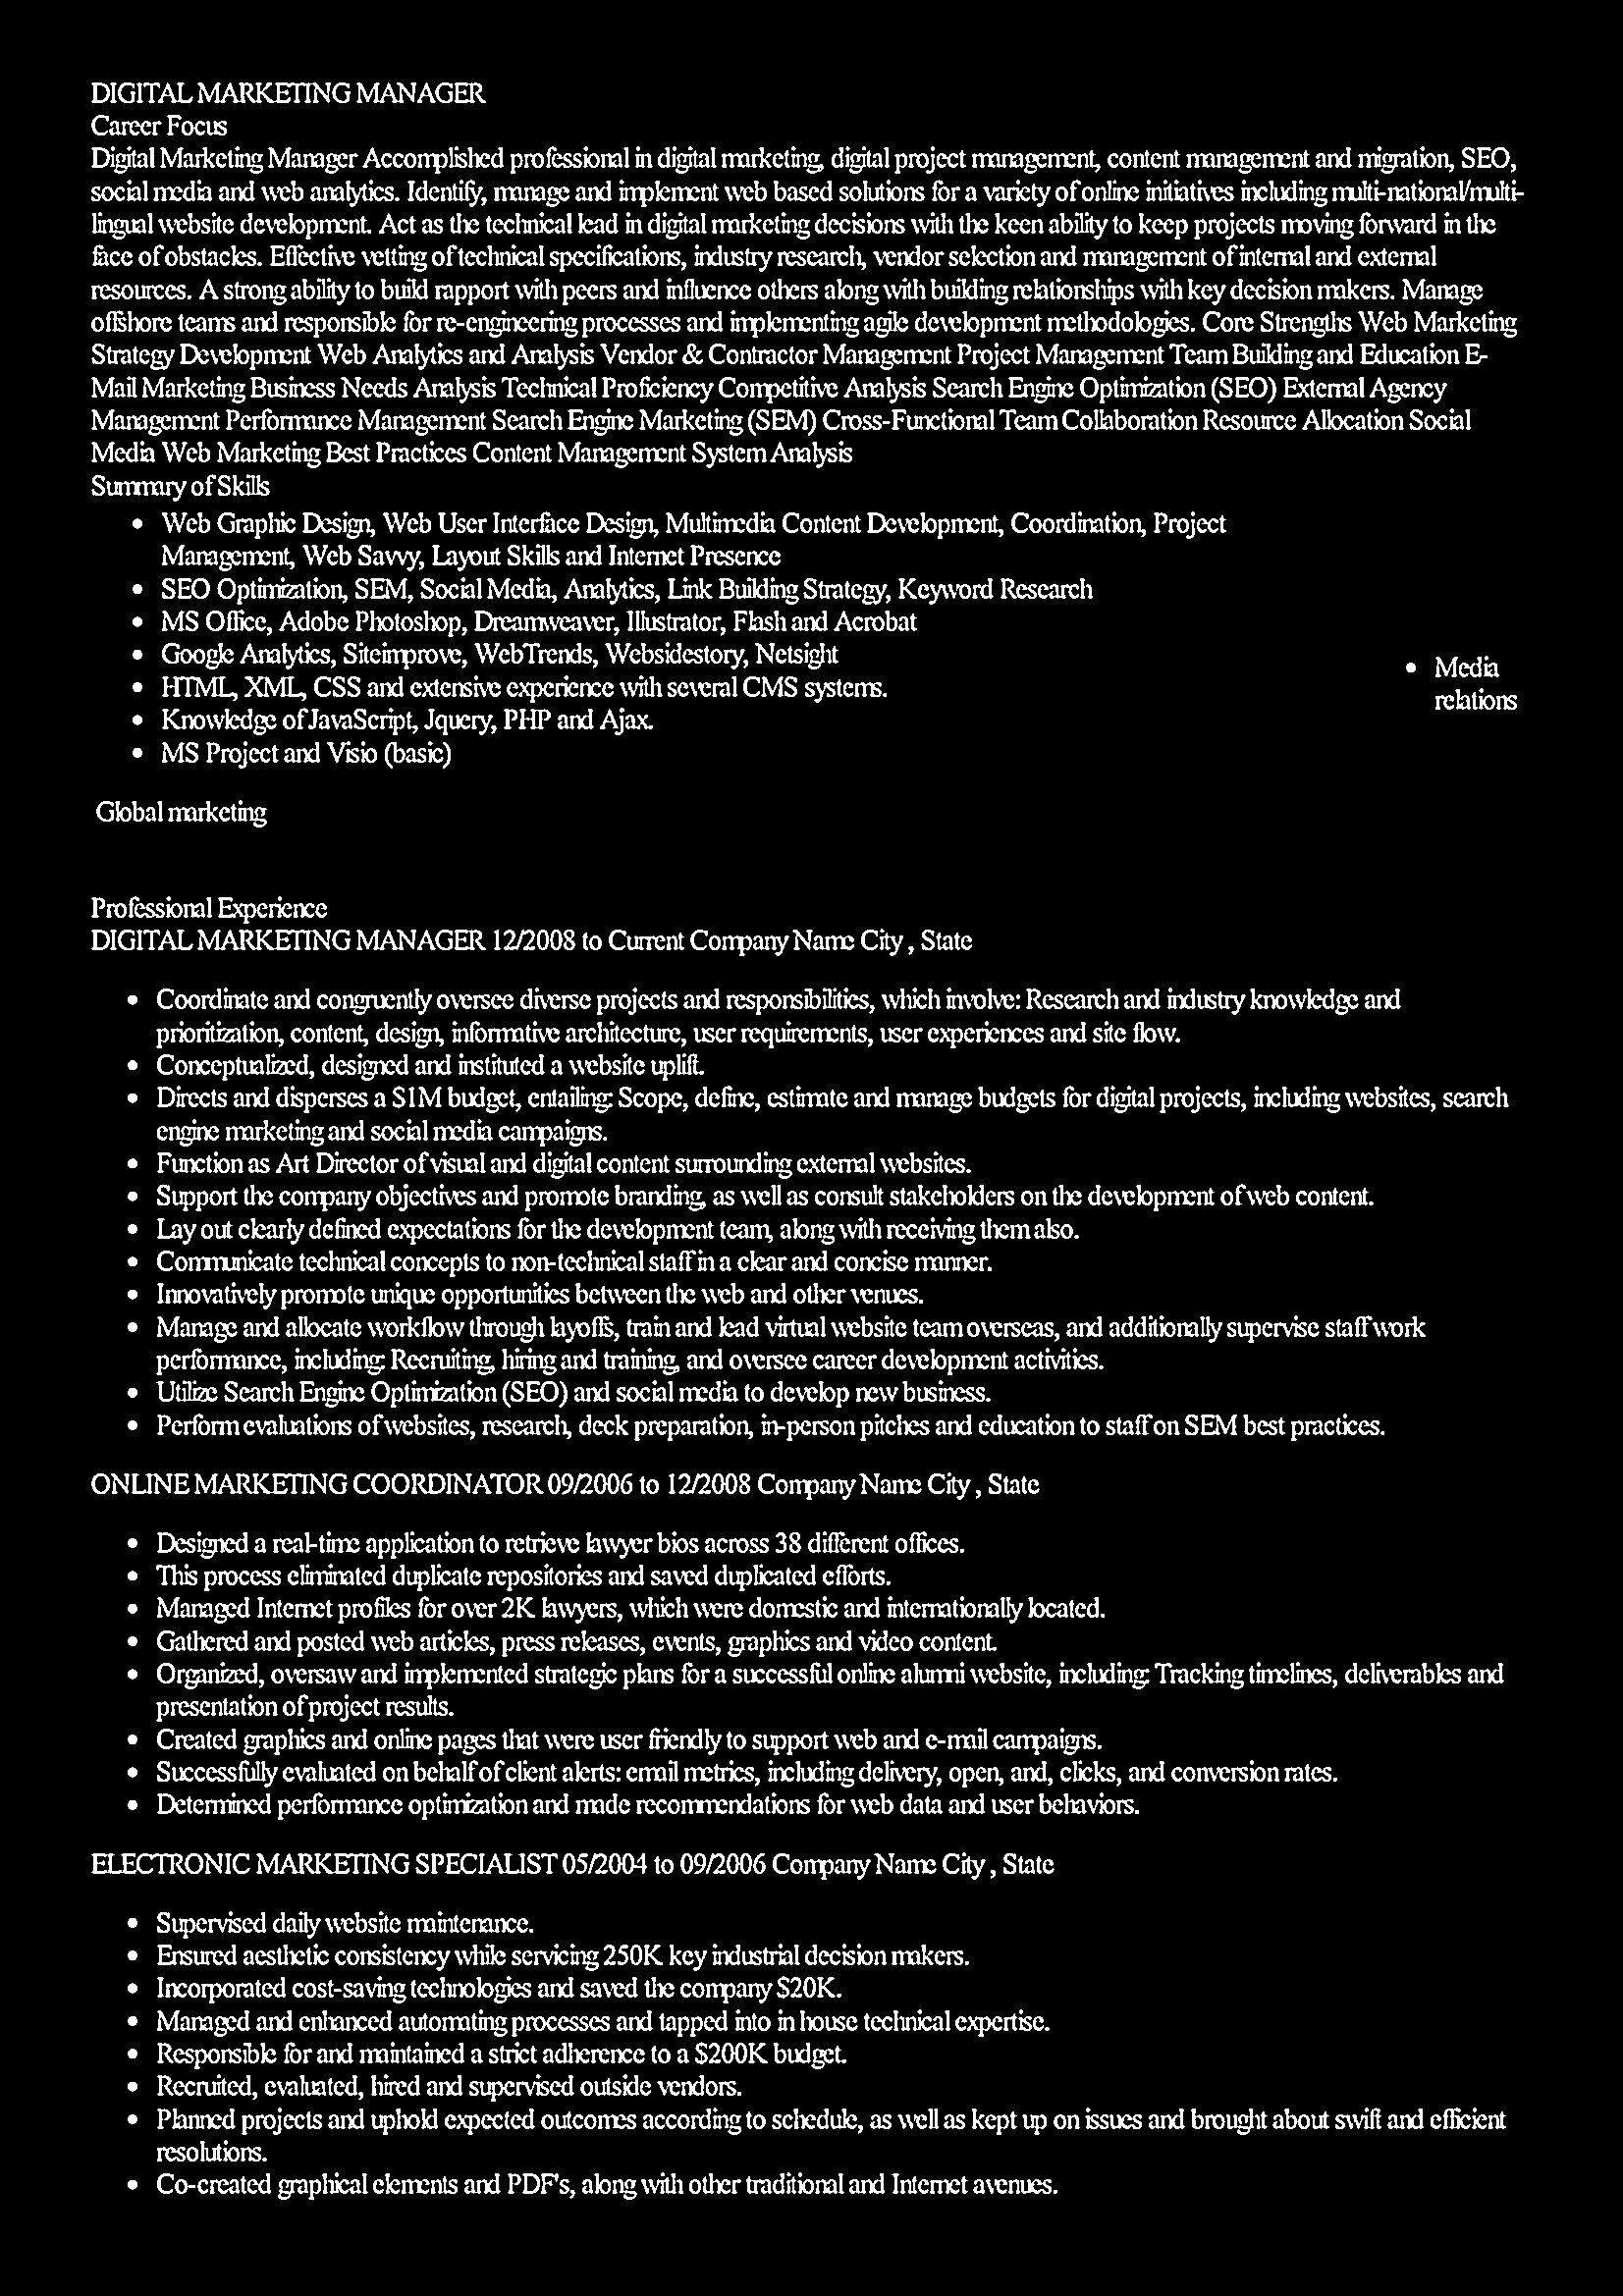 DIGITAL MARKETING MANAGER
Career Focus
Digital Marketing Manager Accomplished professional in digital marketing, digital project management, content management and migration, SEO,
social media and web analytics. Identify, manage and implement web based solutions for a variety of online initiatives including multi-national/multi-
lingual website development. Act as the technical lead in digital marketing decisions with the keen ability to keep projects moving forward in the
face of obstacles. Effective vetting of technical specifications, industry research, vendor selection and management of internal and external
resources. A strong ability to build rapport with peers and influence others along with building relationships with key decision makers. Manage
offshore teams and responsible for re-engineering processes and implementing agile development methodologies. Core Strengths Web Marketing
Strategy Development Web Analytics and Analysis Vendor & Contractor Management Project Management Team Building and Education E-
Mail Marketing Business Needs Analysis Technical Proficiency Competitive Analysis Search Engine Optimization (SEO) External Agency
Management Performance Management Search Engine Marketing (SEM) Cross-Functional Team Collaboration Resource Allocation Social
Media Web Marketing Best Practices Content Management System Analysis
Summary of Skills
• Web Graphic Design, Web User Interface Design, Multimedia Content Development, Coordination, Project
Management, Web Savvy, Layout Skills and Internet Presence
• SEO Optimization, SEM, Social Media, Analytics, Link Building Strategy, Keyword Research
• MS Office, Adobe Photoshop, Dreamweaver, Illustrator, Flash and Acrobat
• Google Analytics, Siteimprove, WebTrends, Websidestory, Netsight
• HTML, XML, CSS and extensive experience with several CMS systems.
• Knowledge of JavaScript, Jquery, PHP and Ajax.
• MS Project and Visio (basic)
• Media
relations
Global marketing
Professional Experience
DIGITAL MARKETING MANAGER 12/2008 to Current Company Name City , State
• Coordinate and congruently oversee diverse projects and responsibilities, which involve: Research and industry knowledge and
prioritization, content, design, informative architecture, user requirements, user experiences and site flow.
• Conceptualized, designed and instituted a website uplift.
• Directs and disperses a $1M budget, entailing: Scope, define, estimate and manage budgets for digital projects, including websites, search
engine marketing and social media campaigns.
• Function as Art Director of visual and digital content surrounding external websites.
• Support the company objectives and promote branding, as well as consult stakeholders on the development of web content.
• Lay out clearly defined expectations for the development team, along with receiving them also.
• Communicate technical concepts to non-technical staff in a clear and concise manner.
• Innovatively promote unique opportunities between the web and other venues.
• Manage and allocate workflow through layoffs, train and lead virtual website team overseas, and additionally supervise staff work
performance, including: Recruiting, hiring and training, and oversee career development activities.
• Utilize Search Engine Optimization (SEO) and social media to develop new business.
• Perform evaluations of websites, research, deck preparation, in-person pitches and education to staff on SEM best practices.
ONLINE MARKETING COORDINATOR 09/2006 to 12/2008 Company Name City , State
• Designed a real-time application to retrieve lawyer bios across 38 different offices.
• This process eliminated duplicate repositories and saved duplicated efforts.
• Managed Internet profiles for over 2K lawyers, which were domestic and internationally located.
• Gathered and posted web articles, press releases, events, graphics and video content.
• Organized, oversaw and implemented strategic plans for a successful online alumni website, including: Tracking timelines, deliverables and
presentation of project results.
• Created graphics and online pages that were user friendly to support web and e-mail campaigns.
• Successfully evaluated on behalf of client alerts: email metrics, including delivery, open, and, clicks, and conversion rates.
• Determined performance optimization and made recommendations for web data and user behaviors.
ELECTRONIC MARKETING SPECIALIST 05/2004 to 09/2006 Company Name City , State
• Supervised daily website maintenance.
• Ensured aesthetic consistency while servicing 250K key industrial decision makers.
• Incorporated cost-saving technologies and saved the company $20K.
• Managed and enhanced automating processes and tapped into in house technical expertise.
• Responsible for and maintained a strict adherence to a $200K budget.
• Recruited, evaluated, hired and supervised outside vendors.
• Planned projects and uphold expected outcomes according to schedule, as well as kept up on issues and brought about swift and efficient
resolutions.
• Co-created graphical elements and PDF's, along with other traditional and Internet avenues.